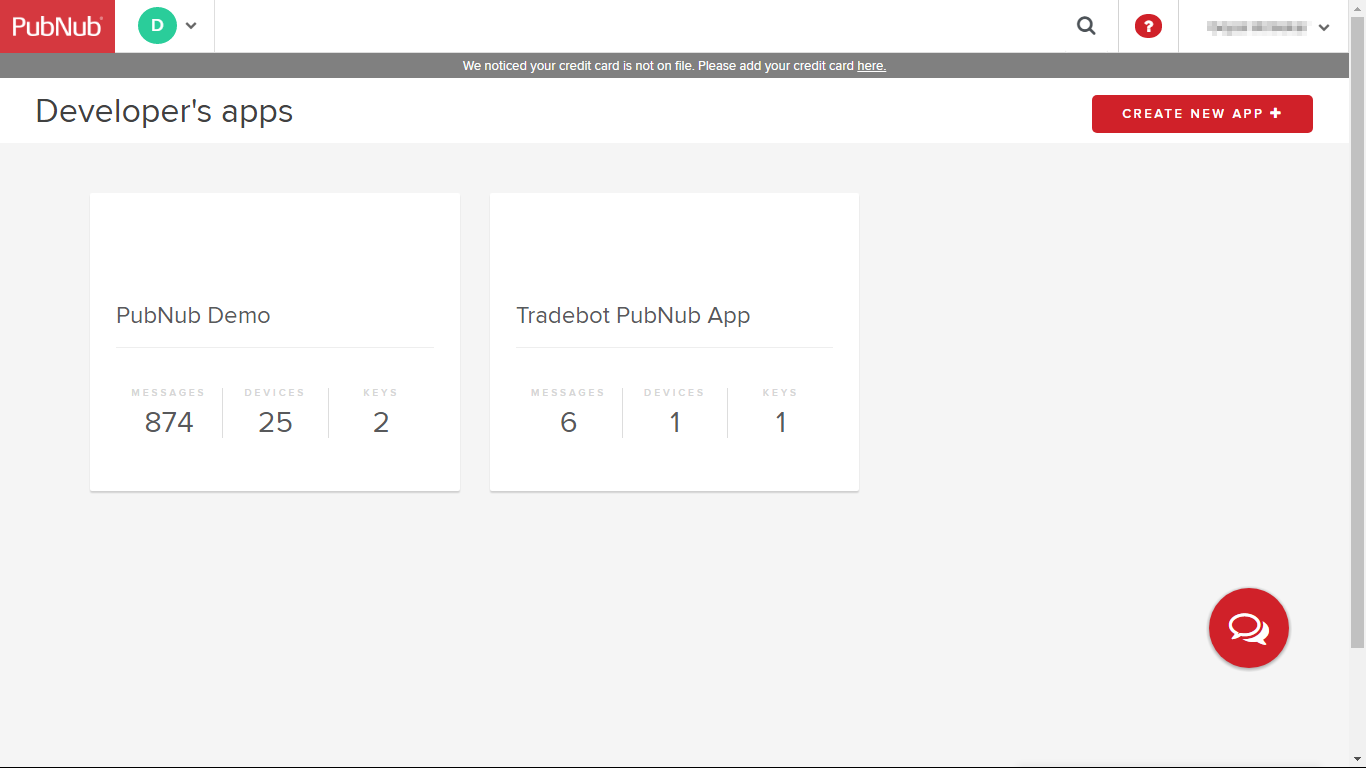 PubNub
D
?
We noticed your credit card is not on file. Please add your credit card here.
Developer's apps
CREATE NEW APP +
PubNub Demo
MESSAGES DEVICES KEYS
874 25 2
Tradebot PubNub App
MESSAGES DEVICES KEYS
6 1 1